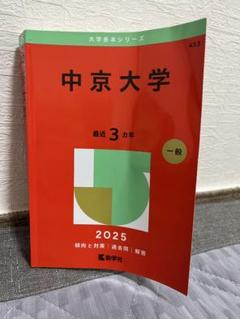 大学赤本シリーズ
453
中京大学
最近3カ年
一般
2025
傾向と対策｜過去問｜解答
教学社